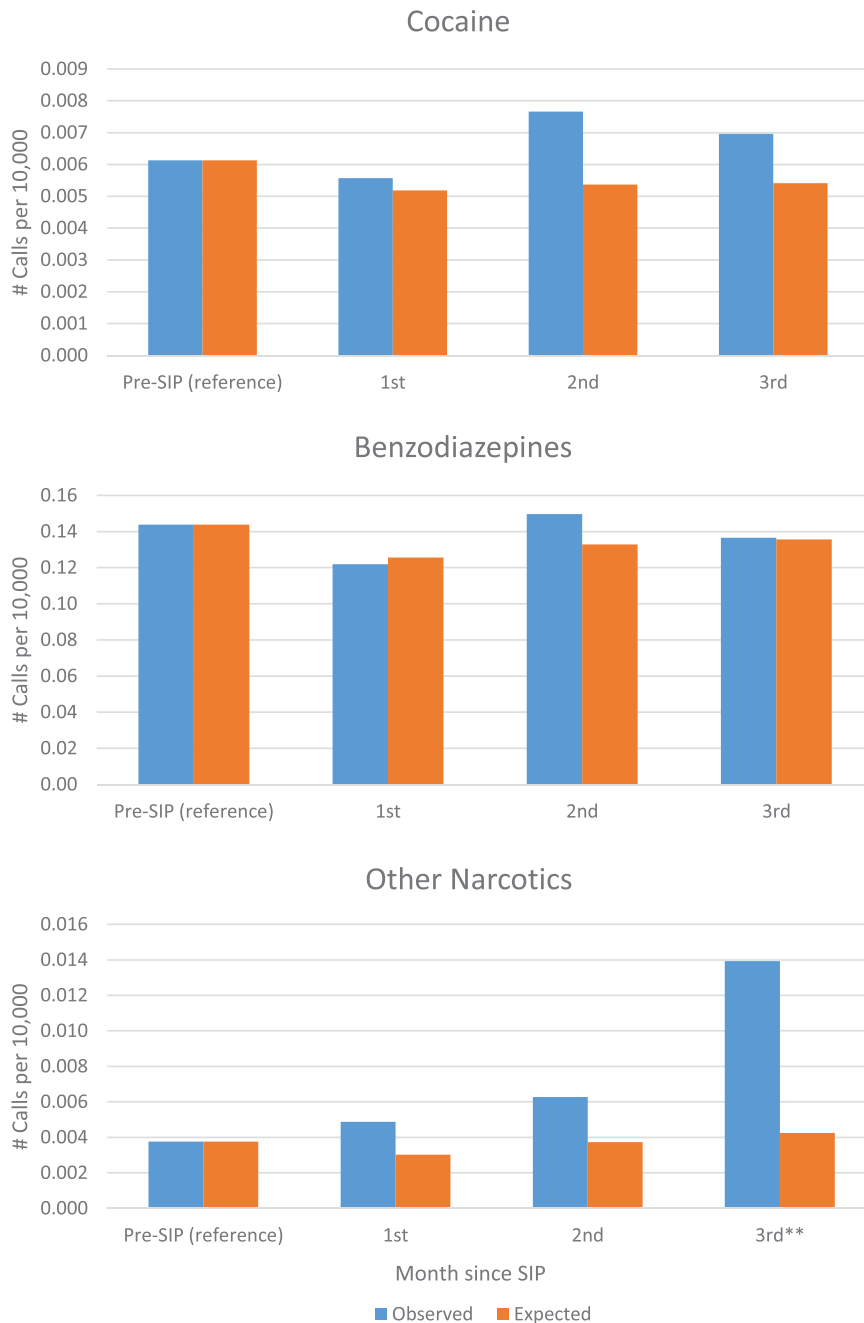 Cocaine
# Calls per 10,000
0.009
0.008
0.007
0.006
0.005
0.004
0.003
0.002
0.001
0.000
Pre-SIP (reference) 1st 2nd 3rd
Benzodiazepines
# Calls per 10,000
0.16
0.14
0.12
0.10
0.08
0.06
0.04
0.02
0.00
Pre-SIP (reference) 1st 2nd 3rd
Other Narcotics
# Calls per 10,000
0.016
0.014
0.012
0.010
0.008
0.006
0.004
0.002
0.000
Pre-SIP (reference) 1st 2nd 3rd**
Month since SIP
Observed Expected